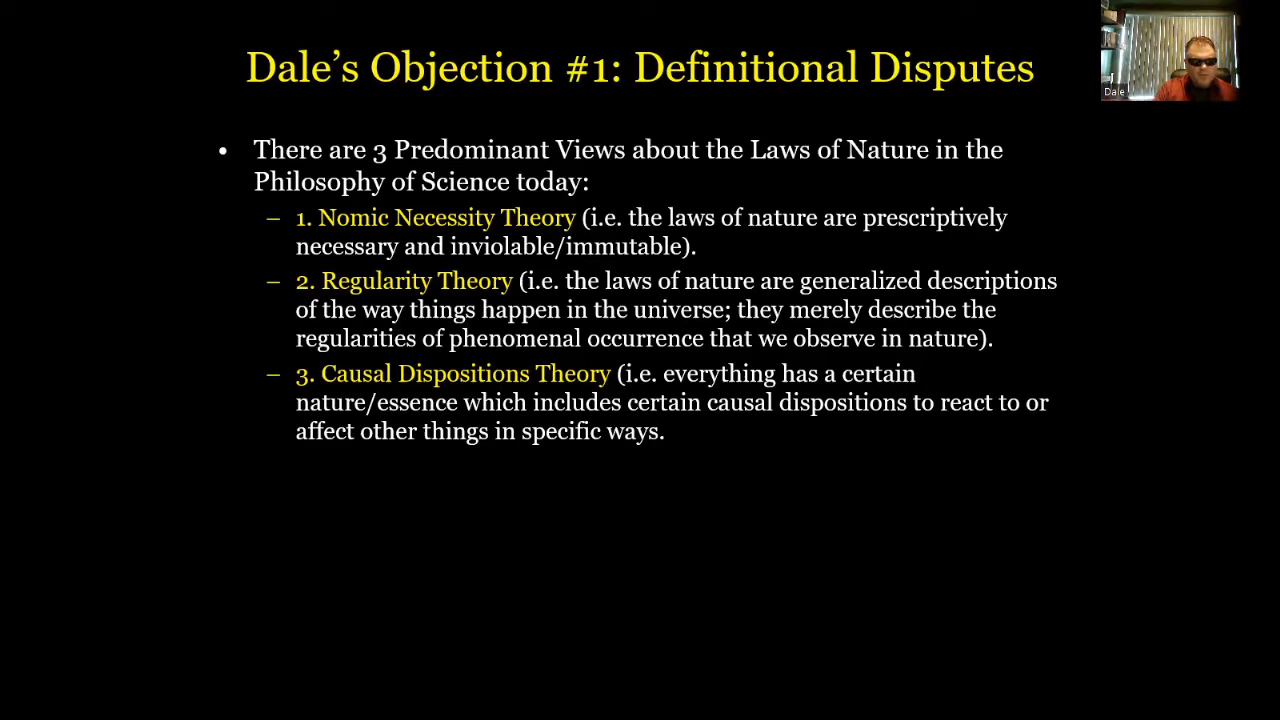 Dale’s Objection #1: Definitional Disputes
Dale
• There are 3 Predominant Views about the Laws of Nature in the
Philosophy of Science today:
– 1. Nomic Necessity Theory (i.e. the laws of nature are prescriptively
necessary and inviolable/immutable).
– 2. Regularity Theory (i.e. the laws of nature are generalized descriptions
of the way things happen in the universe; they merely describe the
regularities of phenomenal occurrence that we observe in nature).
– 3. Causal Dispositions Theory (i.e. everything has a certain
nature/essence which includes certain causal dispositions to react to or
affect other things in specific ways.